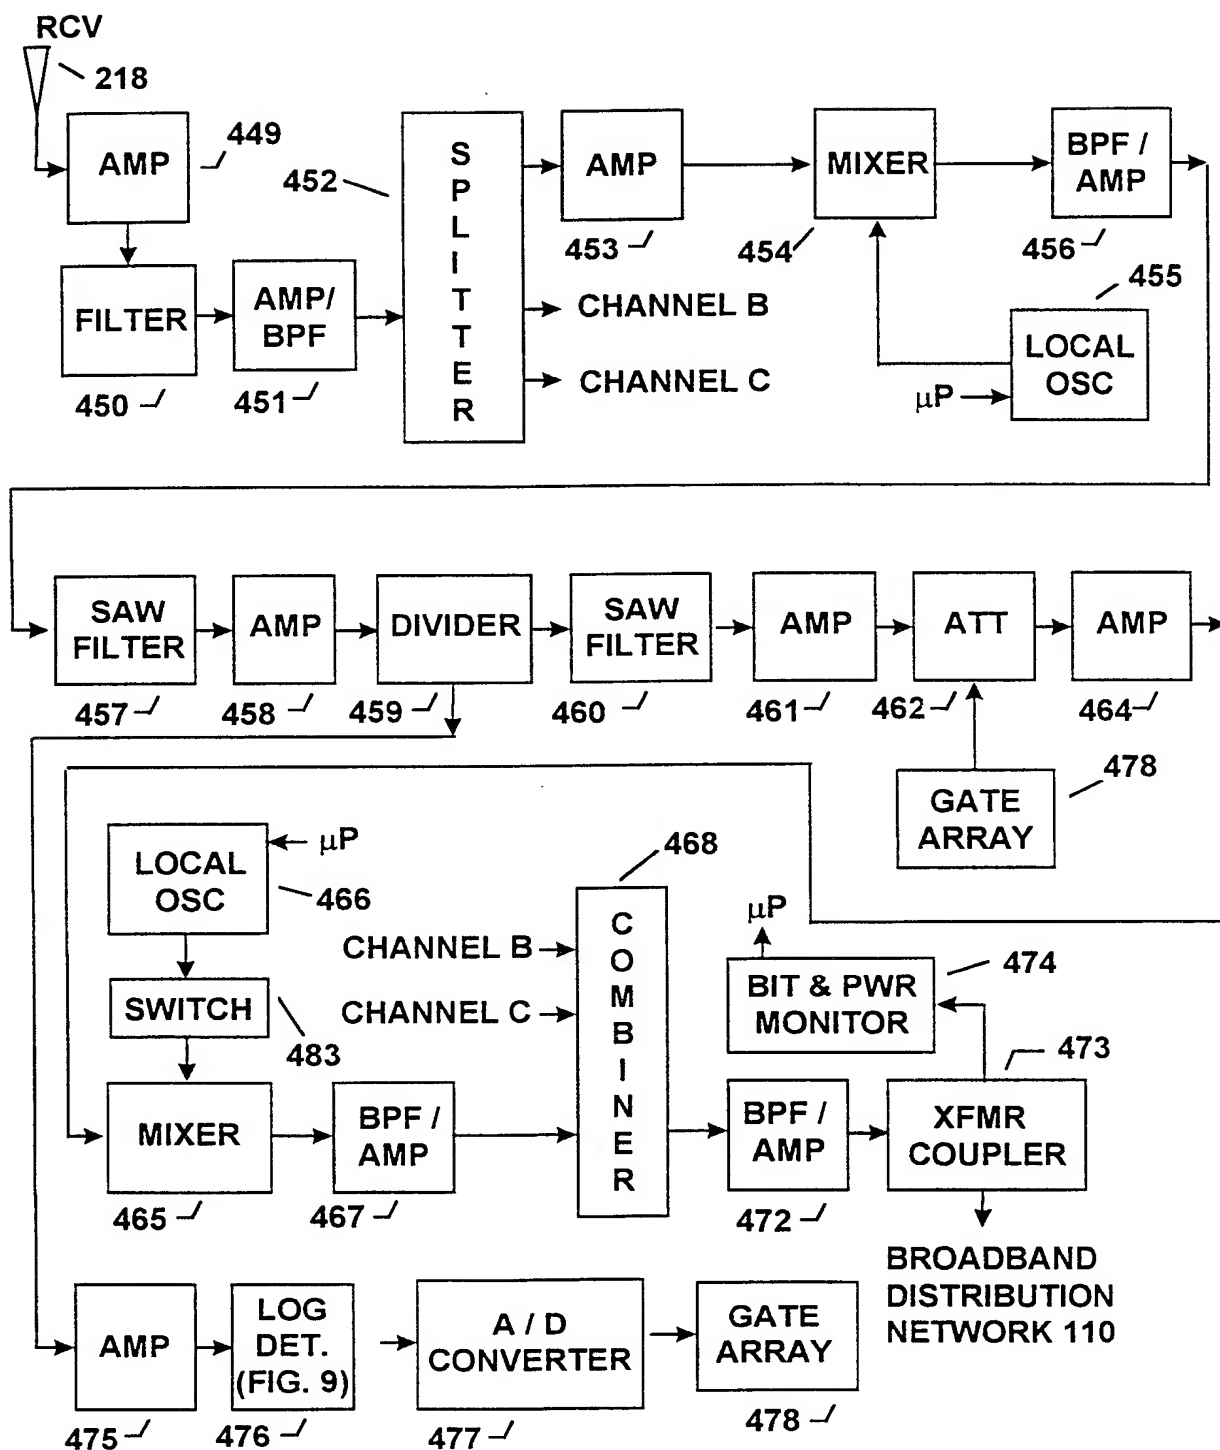 RCV
218
AMP
449
FILTER
450
AMP/
BPF
451
452
SPLITTER
AMP
453
MIXER
454
BPF /
AMP
456
455
LOCAL
OSC
µP
CHANNEL B
CHANNEL C
SAW
FILTER
457
AMP
458
DIVIDER
459
SAW
FILTER
460
AMP
461
ATT
462
AMP
464
GATE
ARRAY
478
LOCAL
OSC
µP
466
SWITCH
483
MIXER
465
BPF /
AMP
467
CHANNEL B
CHANNEL C
468
COMBINER
µP
BIT & PWR
MONITOR
474
473
BPF /
AMP
472
XFMR
COUPLER
BROADBAND
DISTRIBUTION
NETWORK 110
AMP
475
LOG
DET.
(FIG. 9)
476
A / D
CONVERTER
477
GATE
ARRAY
478